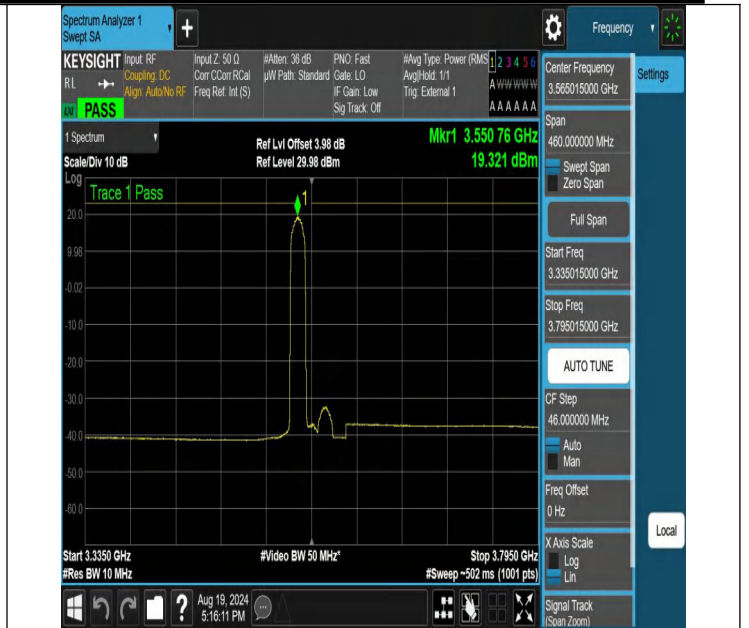 Spectrum Analyzer 1
Swept SA
+
Frequency
KEYSIGHT
RL
PASS
Input: RF
Coupling: DC
Align: Auto/No RF
Input Z: 50 Ω
Corr CCorr RCal
Freq Ref: Int (S)
#Atten: 36 dB
µW Path: Standard
PNO: Fast
Gate: LO
IF Gain: Low
Sig Track: Off
#Avg Type: Power (RMS
Avg|Hold: 1/1
Trig: External 1
1 2 3 4 5 6
A W W W W W
A A A A A A
1 Spectrum
Scale/Div 10 dB
Ref Lvl Offset 3.98 dB
Ref Level 29.98 dBm
Mkr1 3.550 76 GHz
19.321 dBm
Log
Trace 1 Pass
1
20.0
9.98
-0.02
-10.0
-20.0
-30.0
-40.0
-50.0
-60.0
Start 3.3350 GHz
#Res BW 10 MHz
#Video BW 50 MHz*
Stop 3.7950 GHz
#Sweep ~502 ms (1001 pts)
Center Frequency
3.565015000 GHz
Settings
Span
460.000000 MHz
Swept Span
Zero Span
Full Span
Start Freq
3.335015000 GHz
Stop Freq
3.795015000 GHz
AUTO TUNE
CF Step
46.000000 MHz
Auto
Man
Freq Offset
0 Hz
X Axis Scale
Log
Lin
Local
Signal Track
(Span Zoom)
?
Aug 19, 2024
5:16:11 PM